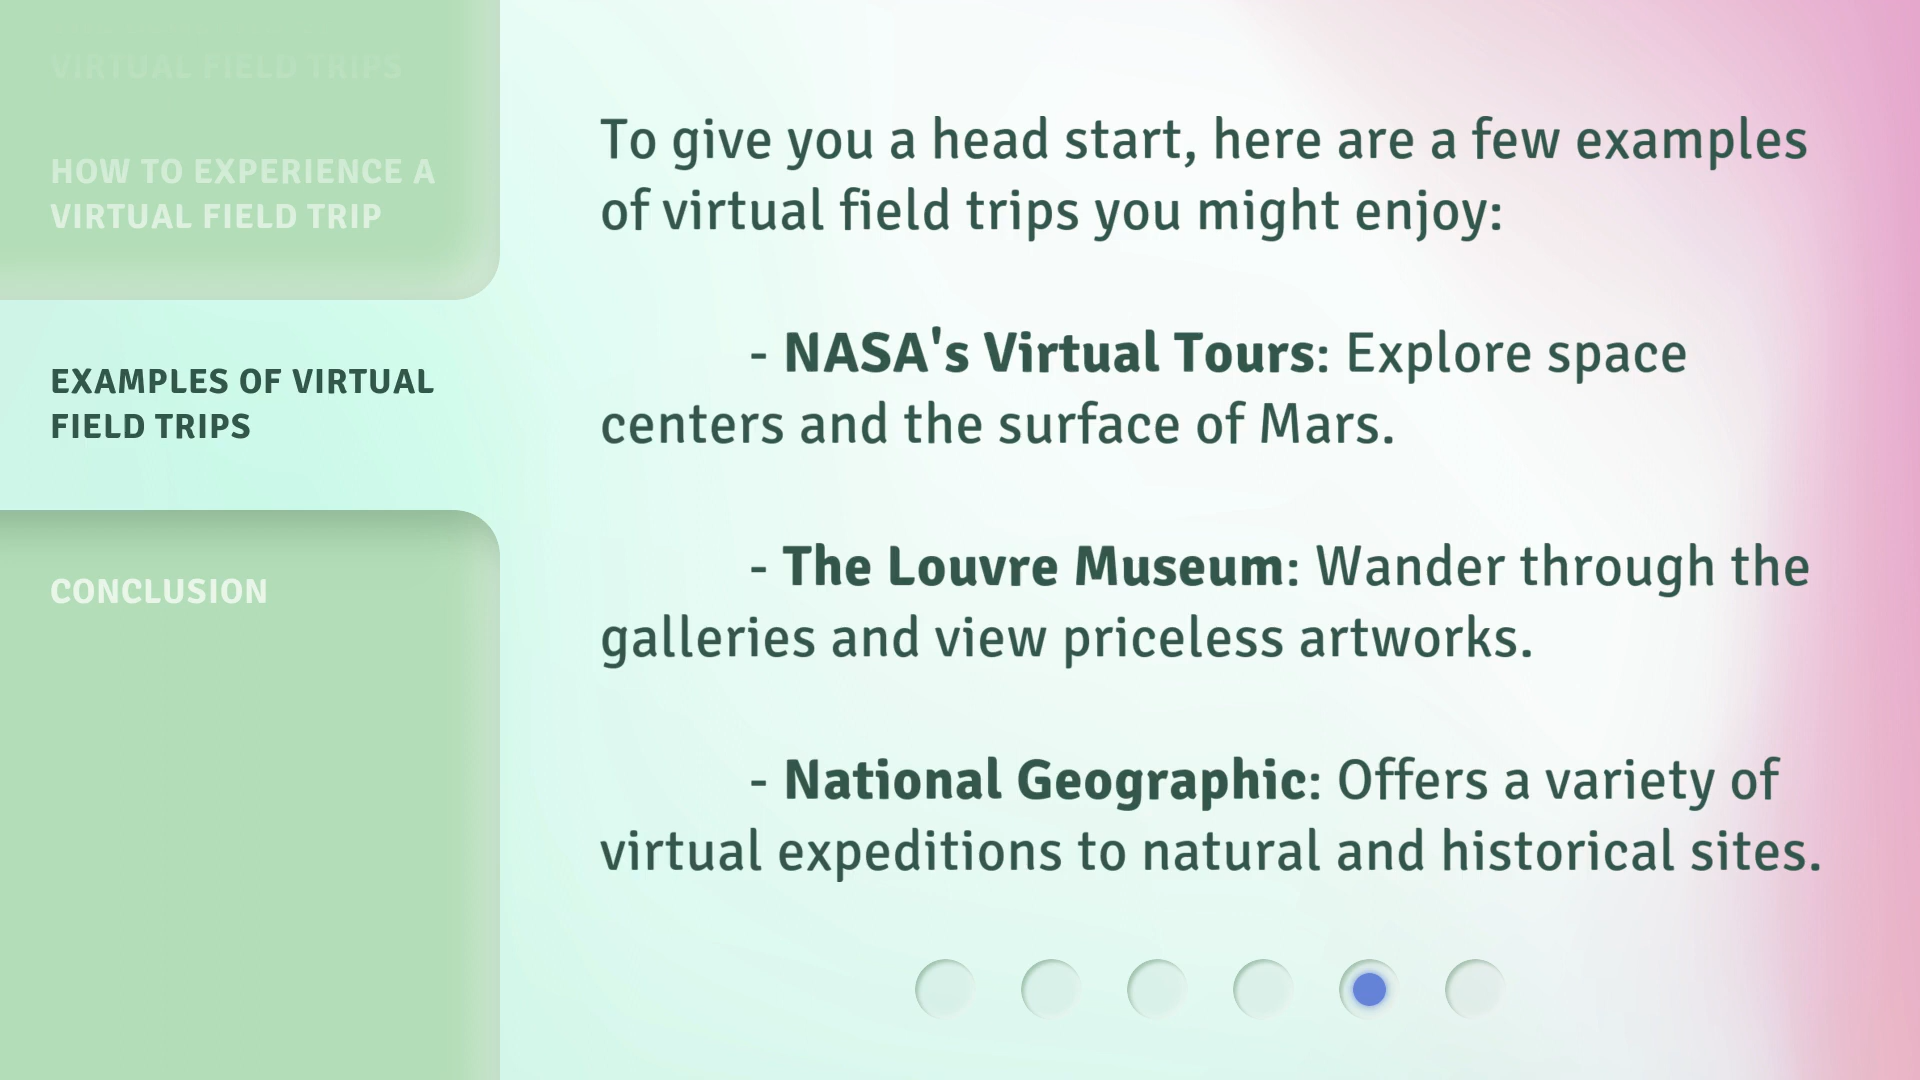 VIRTUAL FIELD TRIPS
HOW TO EXPERIENCE A
VIRTUAL FIELD TRIP
EXAMPLES OF VIRTUAL
FIELD TRIPS
CONCLUSION
To give you a head start, here are a few examples
of virtual field trips you might enjoy:
- NASA's Virtual Tours: Explore space
centers and the surface of Mars.
- The Louvre Museum: Wander through the
galleries and view priceless artworks.
- National Geographic: Offers a variety of
virtual expeditions to natural and historical sites.